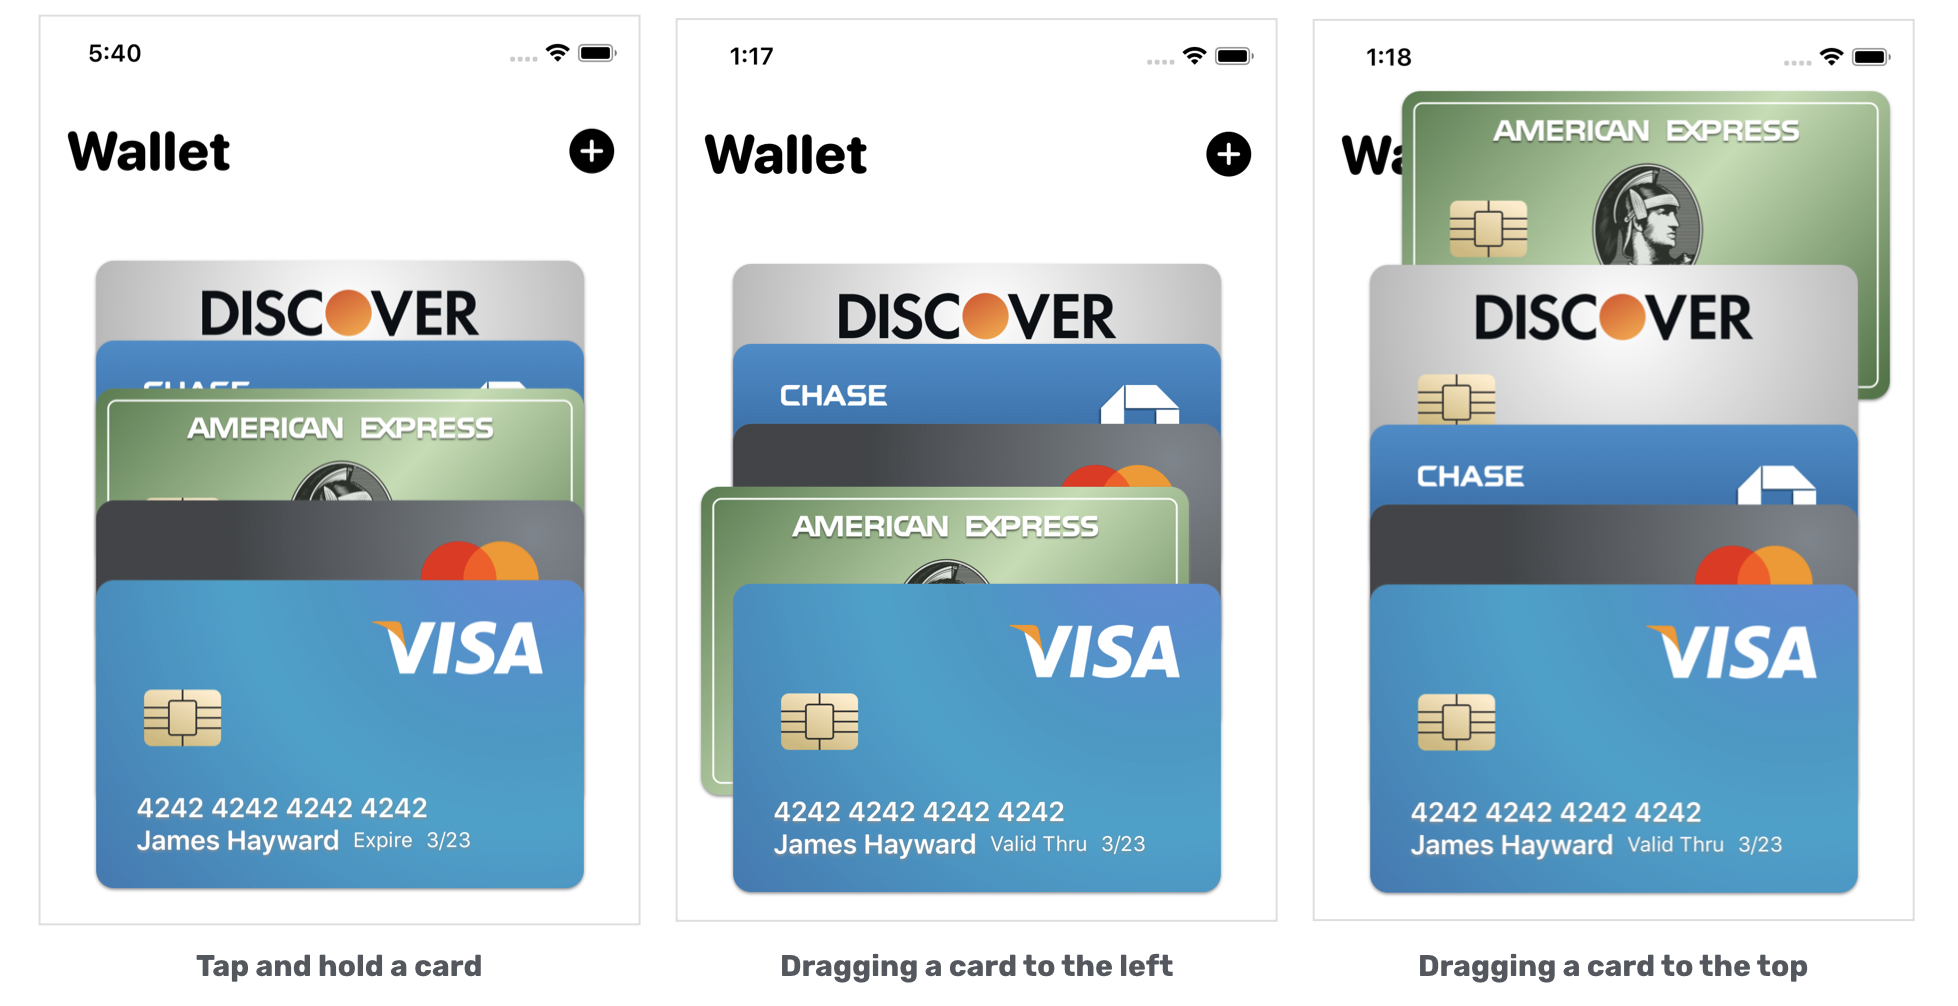 5:40
Wallet
DISCOVER
CHASE
AMERICAN EXPRESS
VISA
4242 4242 4242 4242
James Hayward Expire 3/23
Tap and hold a card
1:17
Wallet
DISCOVER
CHASE
AMERICAN EXPRESS
VISA
4242 4242 4242 4242
James Hayward Valid Thru 3/23
Dragging a card to the left
1:18
Wa
AMERICAN EXPRESS
DISCOVER
CHASE
VISA
4242 4242 4242 4242
James Hayward Valid Thru 3/23
Dragging a card to the top